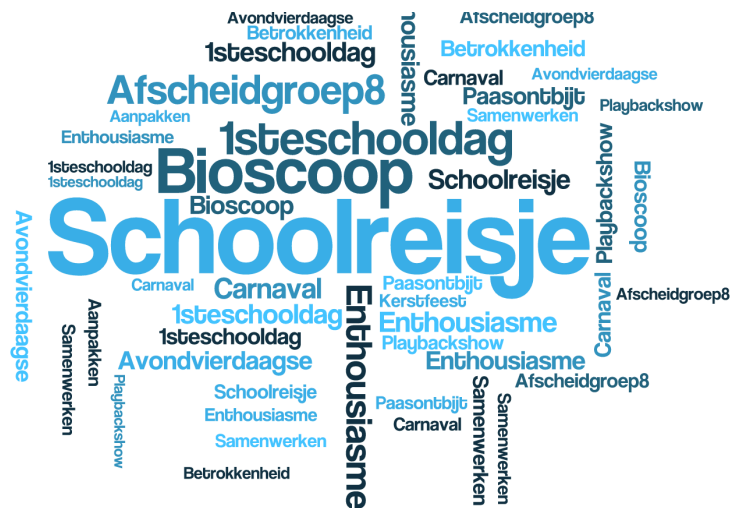 Avondvierdaagse
Betrokkenheid
1steschooldag
housiasme
Afscheidgroep8
Betrokkenheid
Carnaval
Avondvierdaagse
Afscheidgroep8
Paasontbijt
Playbackshow
Aanpakken
Samenwerken
Enthousiasme
1steschooldag
Playbackshow
1steschooldag
1steschooldag
Bioscoop
Schoolreisje
Bioscoop
Bioscoop
Schoolreisje
Avondvierdaagse
Carnaval
Carnaval
Paasontbijt
Kerstfeest
Carnaval
Afscheidgroep8
Aanpakken
1steschooldag
Enthousiasme
Enthousiasme
Samenwerken
1steschooldag
Playbackshow
Avondvierdaagse
Enthousiasme
Playbackshow
Afscheidgroep8
Schoolreisje
Samenwerken
Samenwerken
Paasontbijt
Enthousiasme
Carnaval
Samenwerken
Betrokkenheid